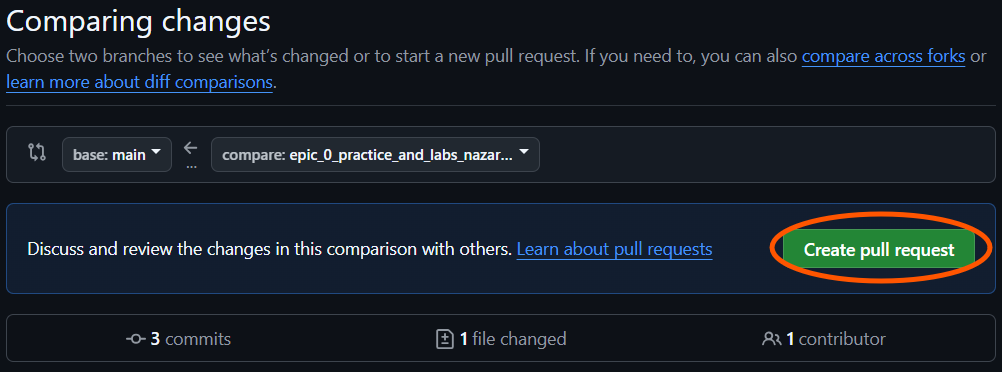 Comparing changes
Choose two branches to see what's changed or to start a new pull request. If you need to, you can also compare across forks or
learn more about diff comparisons.
base: main
...
compare: epic_0_practice_and_labs_nazar...
Discuss and review the changes in this comparison with others. Learn about pull requests
Create pull request
3 commits
1 file changed
1 contributor